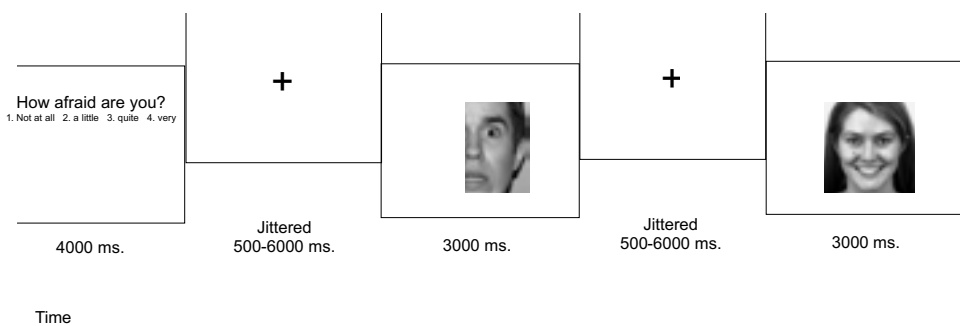 How afraid are you?
1. Not at all 2. a little 3. quite 4. very
+
+
4000 ms.
Jittered
500-6000 ms.
3000 ms.
Jittered
500-6000 ms.
3000 ms.
Time